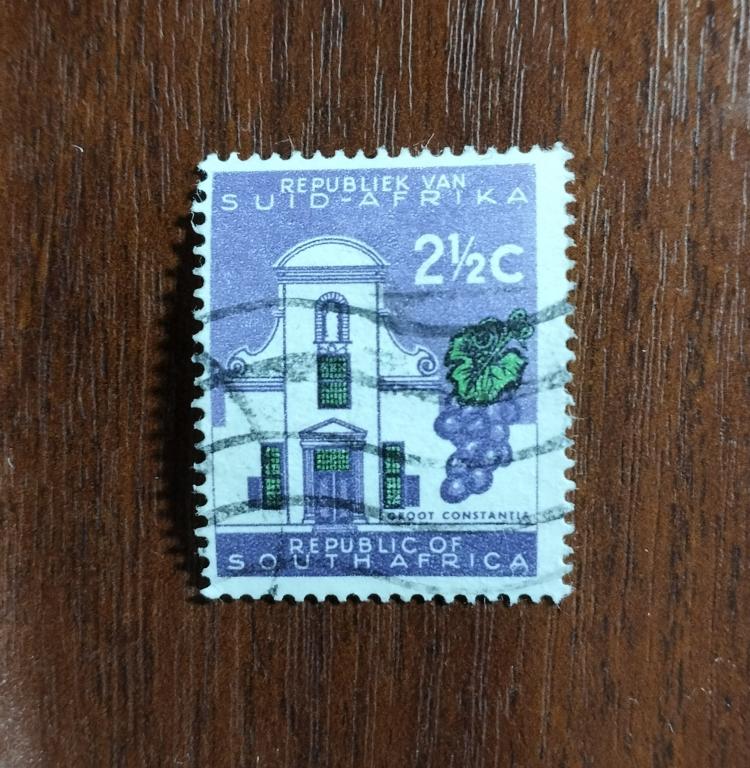 REPUBLIEK VAN
SUID-AFRIKA
2½C
GROOT CONSTANTIA
REPUBLIC OF
SOUTH AFRICA